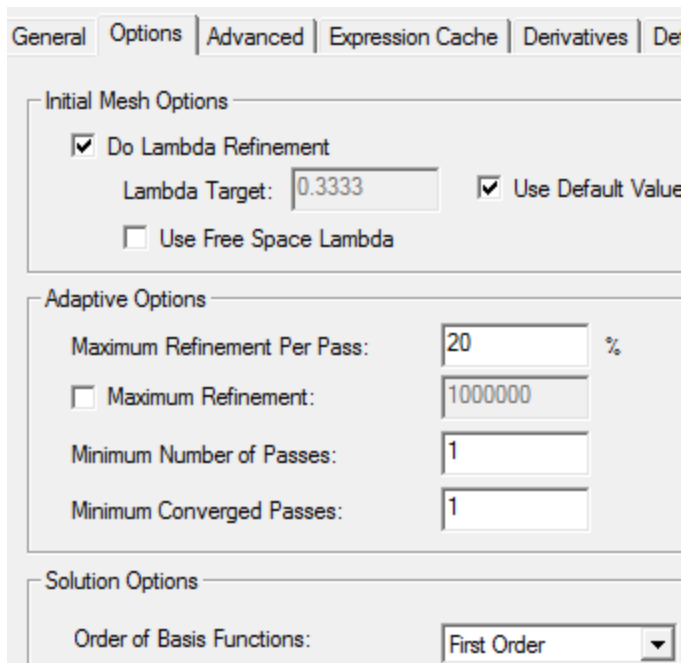 General Options Advanced Expression Cache Derivatives
Initial Mesh Options
Do Lambda Refinement
Lambda Target: 0.3333 Use Default Value
Use Free Space Lambda
Adaptive Options
Maximum Refinement Per Pass: 20 %
Maximum Refinement: 1000000
Minimum Number of Passes: 1
Minimum Converged Passes: 1
Solution Options
Order of Basis Functions: First Order